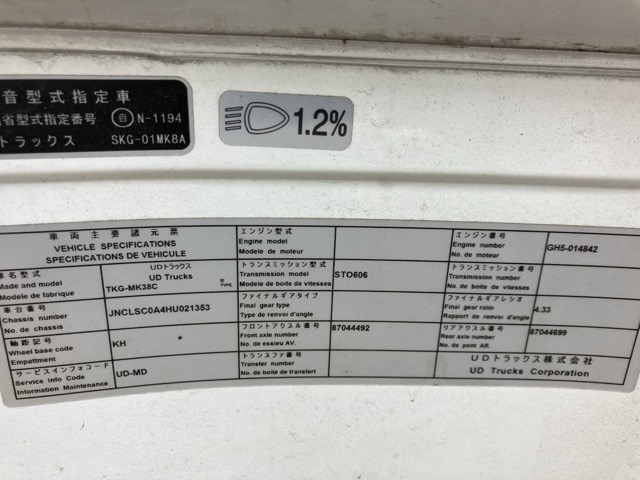 音型式指定車
省型式指定番号 自 N-1194
トラックス SKG-01MK8A
1.2%
車両主要諸元票
VEHICLE SPECIFICATIONS
SPECIFICATIONS DE VEHICULE
車名型式
Made and model
Modele de fabrique
UDトラックス
UD Trucks
TKG-MK38C
型
TYPE
車台番号
Chassis number
No. de chassis
JNCLSC0A4HU021353
軸距記号
Wheel base code
Empattment
KH *
サービスインフォコード
Service Info Code
Information Maintenance
UD-MD
エンジン型式
Engine model
Modele de moteur
トランスミッション型式
Transmission model
Modele de boite de vitesses
STO606
ファイナルギアタイプ
Final gear type
Type de renvoi d'angle
フロントアクスル番号
Front axle number
No. de essieu AV.
87044492
トランスファ番号
Transfer number
No. de boite de transfert
エンジン番号
Engine number
No. de moteur
GH5-014842
トランスミッション番号
Transmission number
No. de boite de vitesses
ファイナルギアレシオ
Final gear ratio
Rapport de renvoi d'angle
4.33
リアアクスル番号
Rear axle number
No. de pont AR.
87044699
UDトラックス株式会社
UD Trucks Corporation